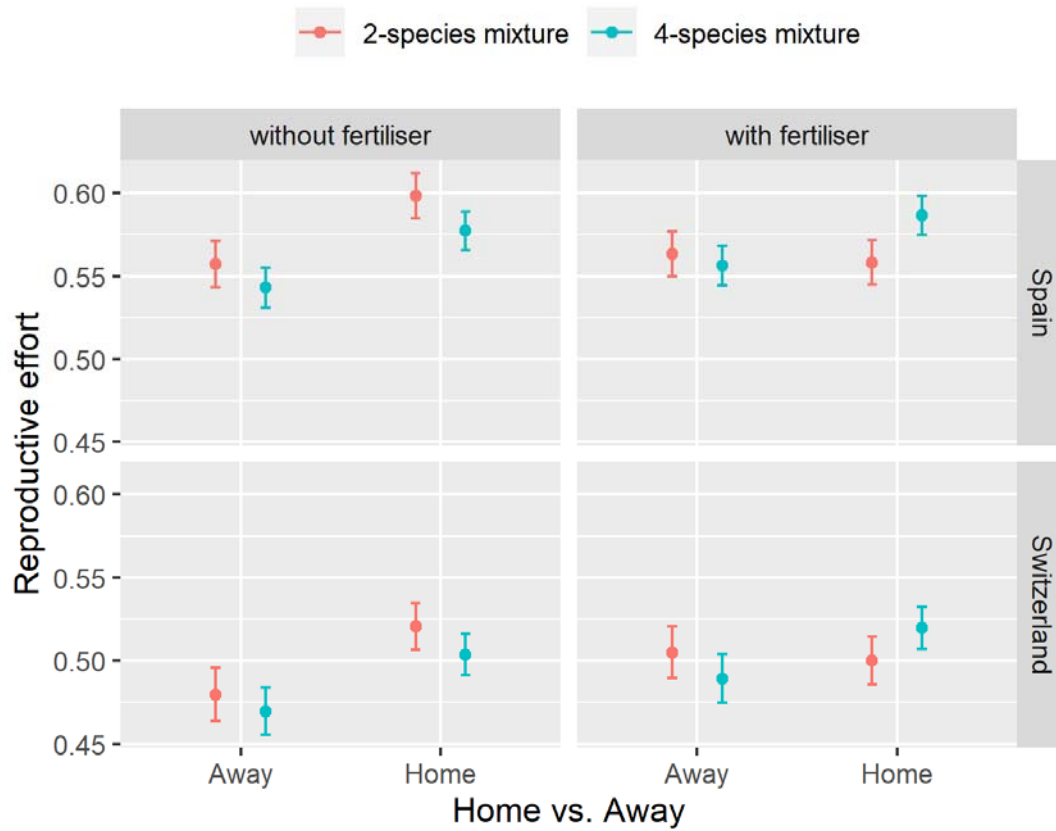 2-species mixture 4-species mixture
without fertiliser with fertiliser
Reproductive effort
0.60
0.55
0.50
0.45
Spain
0.60
0.55
0.50
0.45
Switzerland
Away Home Away Home
Home vs. Away